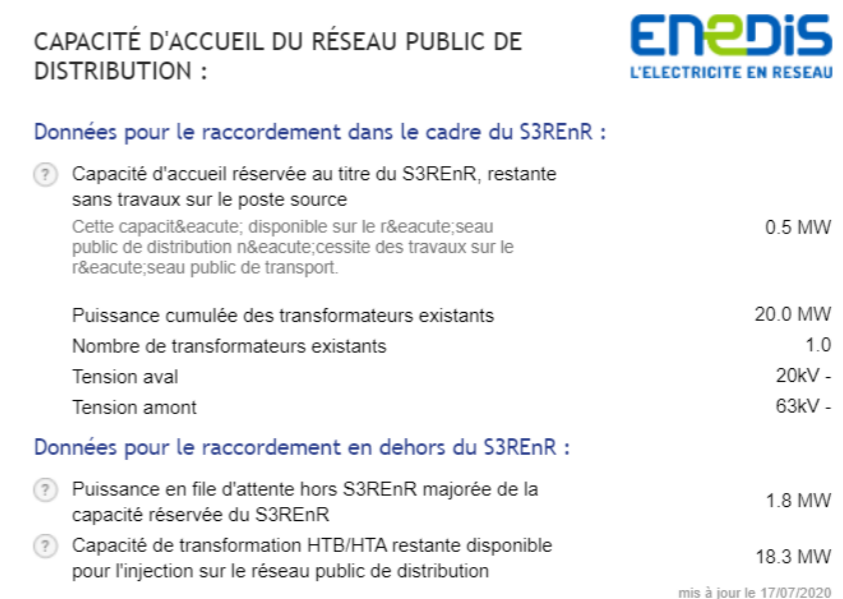 CAPACITÉ D'ACCUEIL DU RÉSEAU PUBLIC DE
DISTRIBUTION :
ENEDIS
L'ELECTRICITE EN RESEAU
Données pour le raccordement dans le cadre du S3REnR :
? Capacité d'accueil réservée au titre du S3REnR, restante
sans travaux sur le poste source
Cette capacit&eacute; disponible sur le r&eacute;seau
public de distribution n&eacute;cessite des travaux sur le
r&eacute;seau public de transport.
0.5 MW
Puissance cumulée des transformateurs existants 20.0 MW
Nombre de transformateurs existants 1.0
Tension aval 20kV -
Tension amont 63kV -
Données pour le raccordement en dehors du S3REnR :
? Puissance en file d'attente hors S3REnR majorée de la
capacité réservée du S3REnR
1.8 MW
? Capacité de transformation HTB/HTA restante disponible
pour l'injection sur le réseau public de distribution
18.3 MW
mis à jour le 17/07/2020